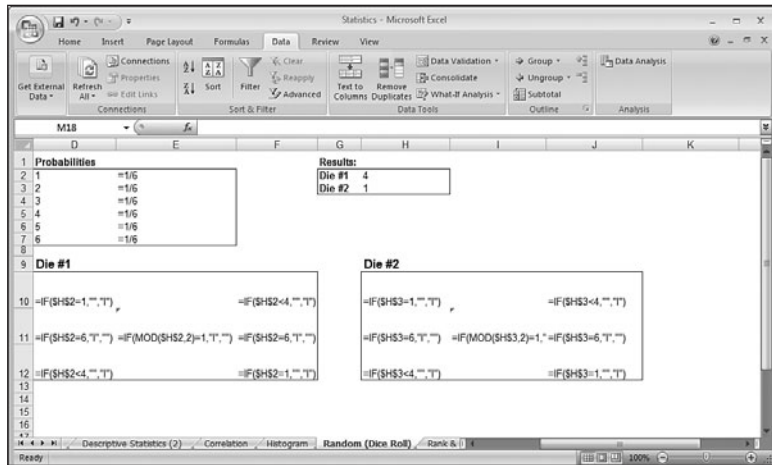 Statistics - Microsoft Excel
Home Insert Page Layout Formulas Data Review View
Get External Data
Refresh All
Connections
Properties
Edit Links
Connections
Sort
Filter
Clear
Reapply
Advanced
Sort & Filter
Text to Columns
Remove Duplicates
Data Validation
Consolidate
What-If Analysis
Data Tools
Group
Ungroup
Subtotal
Outline
Data Analysis
Analysis
M18 fx
D E F G H I J K
1 Probabilities Results:
2 1 =1/6 Die #1 4
3 2 =1/6 Die #2 1
4 3 =1/6
5 4 =1/6
6 5 =1/6
7 6 =1/6
8
9 Die #1 Die #2
10 =IF($H$2=1,"","l") =IF($H$2<4,"","l") =IF($H$3=1,"","l") =IF($H$3<4,"","l")
11 =IF($H$2=6,"l","") =IF(MOD($H$2,2)=1,"l","") =IF($H$2=6,"l","") =IF($H$3=6,"l","") =IF(MOD($H$3,2)=1," =IF($H$3=6,"l","")
12 =IF($H$2<4,"","l") =IF($H$2=1,"","l") =IF($H$3<4,"","l") =IF($H$3=1,"","l")
13
14
15
16
17
Descriptive Statistics (2) Correlation Histogram Random (Dice Roll) Rank &
Ready 100%